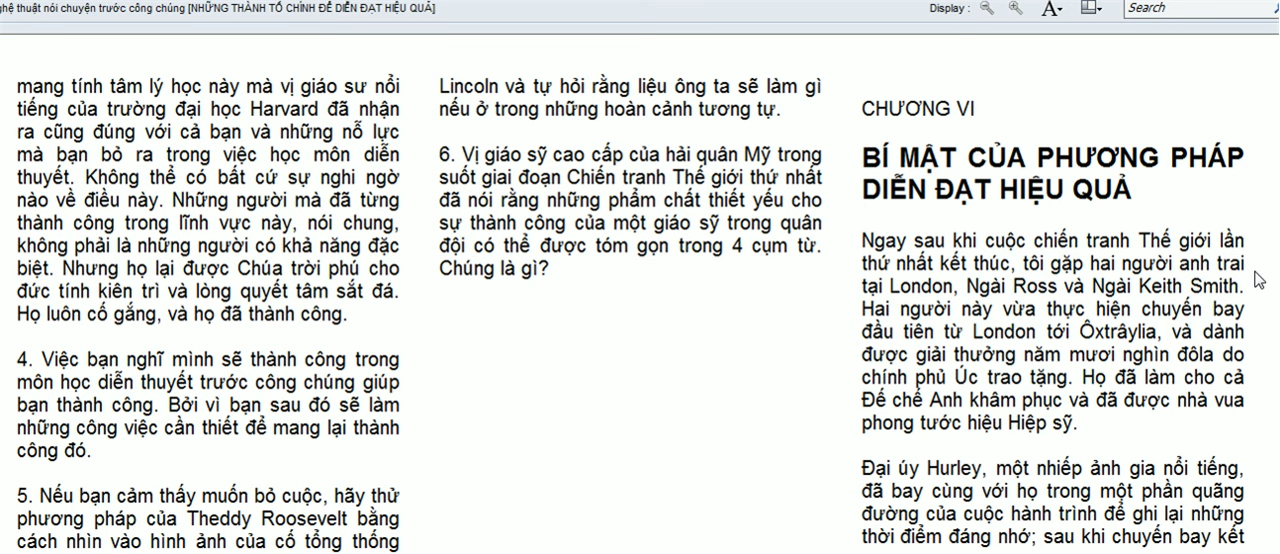 nghệ thuật nói chuyện trước công chúng [NHỮNG THÀNH TỐ CHÍNH ĐỂ DIỄN ĐẠT HIỆU QUẢ]
Display :
A
Search
mang tính tâm lý học này mà vị giáo sư nổi
tiếng của trường đại học Harvard đã nhận
ra cũng đúng với cả bạn và những nỗ lực
mà bạn bỏ ra trong việc học môn diễn
thuyết. Không thể có bất cứ sự nghi ngờ
nào về điều này. Những người mà đã từng
thành công trong lĩnh vực này, nói chung,
không phải là những người có khả năng đặc
biệt. Nhưng họ lại được Chúa trời phú cho
đức tính kiên trì và lòng quyết tâm sắt đá.
Họ luôn cố gắng, và họ đã thành công.
4. Việc bạn nghĩ mình sẽ thành công trong
môn học diễn thuyết trước công chúng giúp
bạn thành công. Bởi vì bạn sau đó sẽ làm
những công việc cần thiết để mang lại thành
công đó.
5. Nếu bạn cảm thấy muốn bỏ cuộc, hãy thử
phương pháp của Theddy Roosevelt bằng
cách nhìn vào hình ảnh của cố tổng thống
Lincoln và tự hỏi rằng liệu ông ta sẽ làm gì
nếu ở trong những hoàn cảnh tương tự.
6. Vị giáo sỹ cao cấp của hải quân Mỹ trong
suốt giai đoạn Chiến tranh Thế giới thứ nhất
đã nói rằng những phẩm chất thiết yếu cho
sự thành công của một giáo sỹ trong quân
đội có thể được tóm gọn trong 4 cụm từ.
Chúng là gì?
CHƯƠNG VI
BÍ MẬT CỦA PHƯƠNG PHÁP
DIỄN ĐẠT HIỆU QUẢ
Ngay sau khi cuộc chiến tranh Thế giới lần
thứ nhất kết thúc, tôi gặp hai người anh trai
tại London, Ngài Ross và Ngài Keith Smith.
Hai người này vừa thực hiện chuyến bay
đầu tiên từ London tới Ôxtrâylia, và dành
được giải thưởng năm mươi nghìn đôla do
chính phủ Úc trao tặng. Họ đã làm cho cả
Đế chế Anh khâm phục và đã được nhà vua
phong tước hiệu Hiệp sỹ.
Đại úy Hurley, một nhiếp ảnh gia nổi tiếng,
đã bay cùng với họ trong một phần quãng
đường của cuộc hành trình để ghi lại những
thời điểm đáng nhớ; sau khi chuyến bay kết